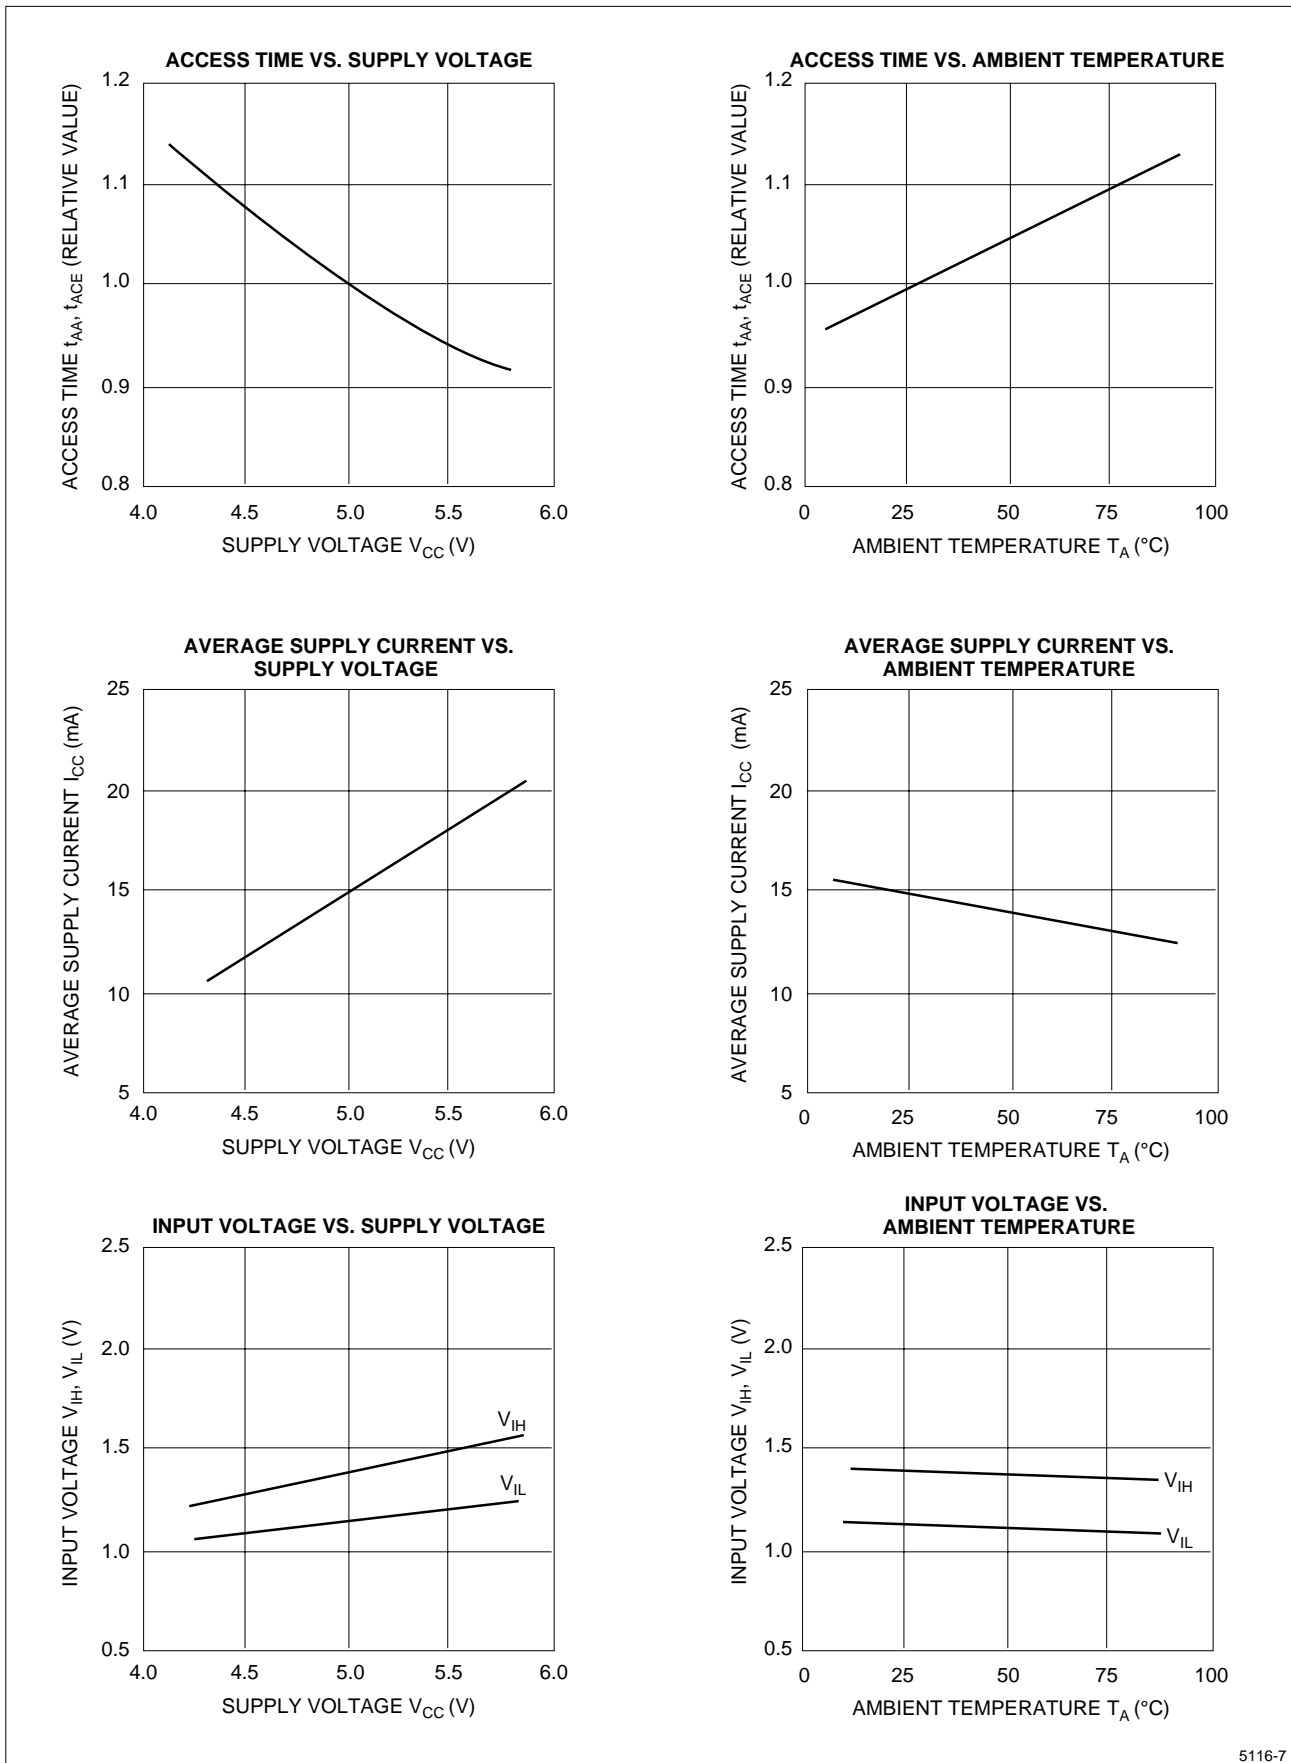 ACCESS TIME VS. SUPPLY VOLTAGE
ACCESS TIME tAA, tACE (RELATIVE VALUE)
1.2
1.1
1.0
0.9
0.8
4.0 4.5 5.0 5.5 6.0
SUPPLY VOLTAGE VCC (V)
ACCESS TIME VS. AMBIENT TEMPERATURE
ACCESS TIME tAA, tACE (RELATIVE VALUE)
1.2
1.1
1.0
0.9
0.8
0 25 50 75 100
AMBIENT TEMPERATURE TA (°C)
AVERAGE SUPPLY CURRENT VS.
SUPPLY VOLTAGE
AVERAGE SUPPLY CURRENT ICC (mA)
25
20
15
10
5
4.0 4.5 5.0 5.5 6.0
SUPPLY VOLTAGE VCC (V)
AVERAGE SUPPLY CURRENT VS.
AMBIENT TEMPERATURE
AVERAGE SUPPLY CURRENT ICC (mA)
25
20
15
10
5
0 25 50 75 100
AMBIENT TEMPERATURE TA (°C)
INPUT VOLTAGE VS. SUPPLY VOLTAGE
INPUT VOLTAGE VIH, VIL (V)
2.5
2.0
1.5
1.0
0.5
VIH
VIL
4.0 4.5 5.0 5.5 6.0
SUPPLY VOLTAGE VCC (V)
INPUT VOLTAGE VS.
AMBIENT TEMPERATURE
INPUT VOLTAGE VIH, VIL (V)
2.5
2.0
1.5
1.0
0.5
VIH
VIL
0 25 50 75 100
AMBIENT TEMPERATURE TA (°C)
5116-7